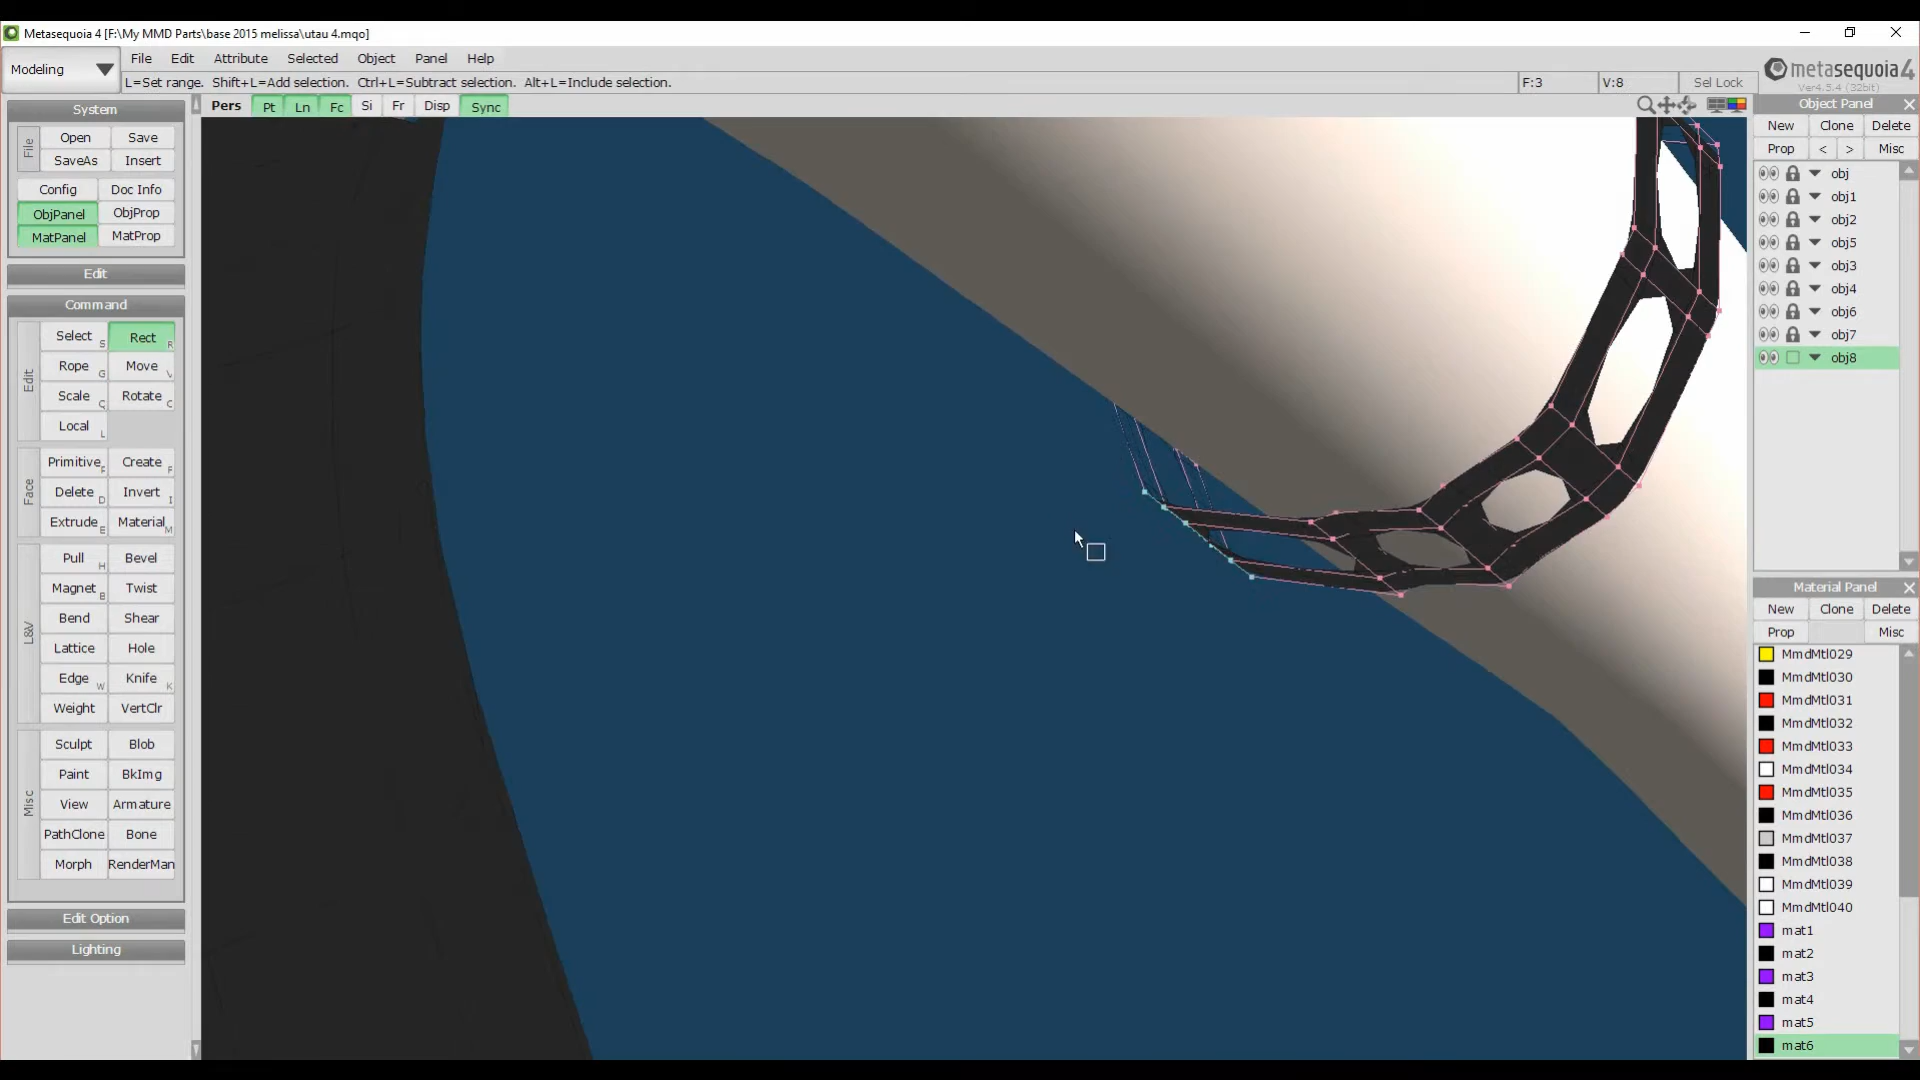 Metasequoia 4 [F:\My MMD Parts\base 2015 melissa\utau 4.mqo]
Modeling
File Edit Attribute Selected Object Panel Help
L=Set range. Shift+L=Add selection. Ctrl+L=Subtract selection. Alt+L=Include selection.
F:3 V:8 Sel Lock
metasequoia 4
Ver4.5.4 (32bit)
Pers Pt Ln Fc Si Fr Disp Sync
System
File
Open Save
SaveAs Insert
Config Doc Info
ObjPanel ObjProp
MatPanel MatProp
Edit
Command
Edit
Select S Rect R
Rope G Move V
Scale Q Rotate C
Local L
Face
Primitive P Create F
Delete D Invert I
Extrude E Material M
L&V
Pull H Bevel
Magnet B Twist
Bend Shear
Lattice Hole
Edge W Knife K
Weight VertClr
Misc
Sculpt Blob
Paint BkImg
View Armature
PathClone Bone
Morph RenderMan
Edit Option
Lighting
Object Panel
New Clone Delete
Prop < > Misc
obj
obj1
obj2
obj5
obj3
obj4
obj6
obj7
obj8
Material Panel
New Clone Delete
Prop Misc
MmdMtl029
MmdMtl030
MmdMtl031
MmdMtl032
MmdMtl033
MmdMtl034
MmdMtl035
MmdMtl036
MmdMtl037
MmdMtl038
MmdMtl039
MmdMtl040
mat1
mat2
mat3
mat4
mat5
mat6